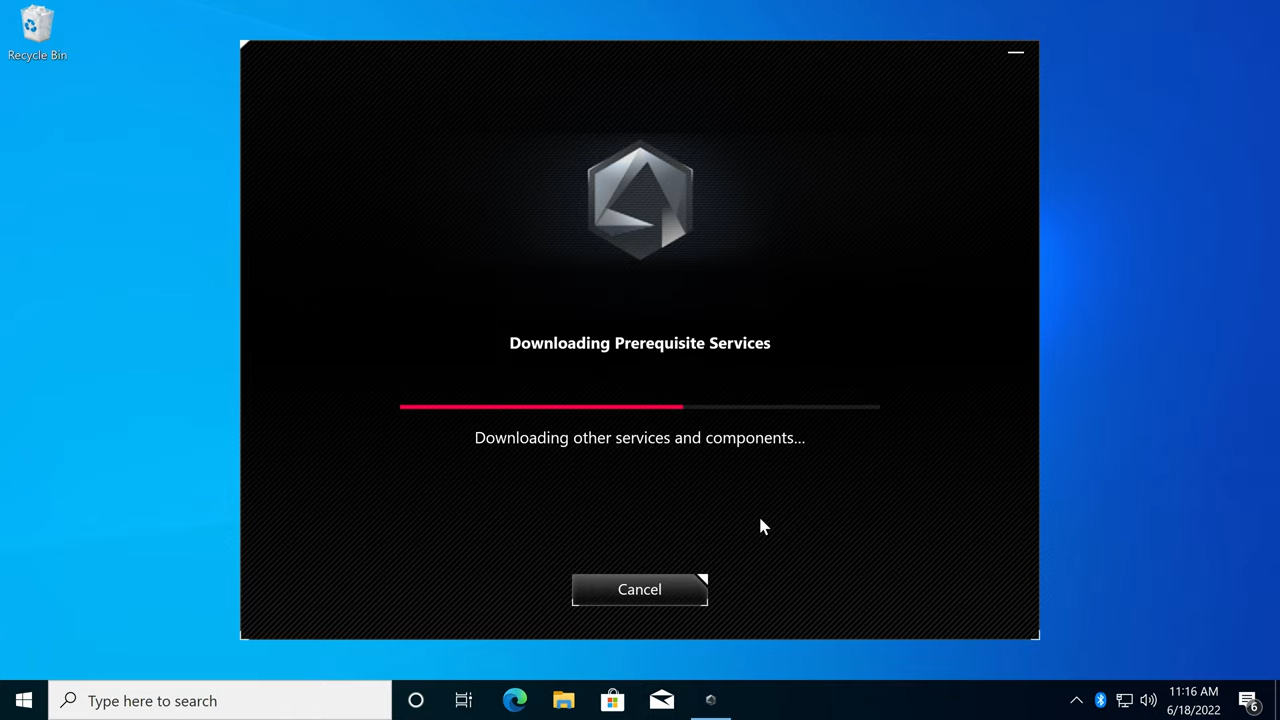 Recycle Bin
Downloading Prerequisite Services
Downloading other services and components...
Cancel
Type here to search
11:16 AM
6/18/2022
6